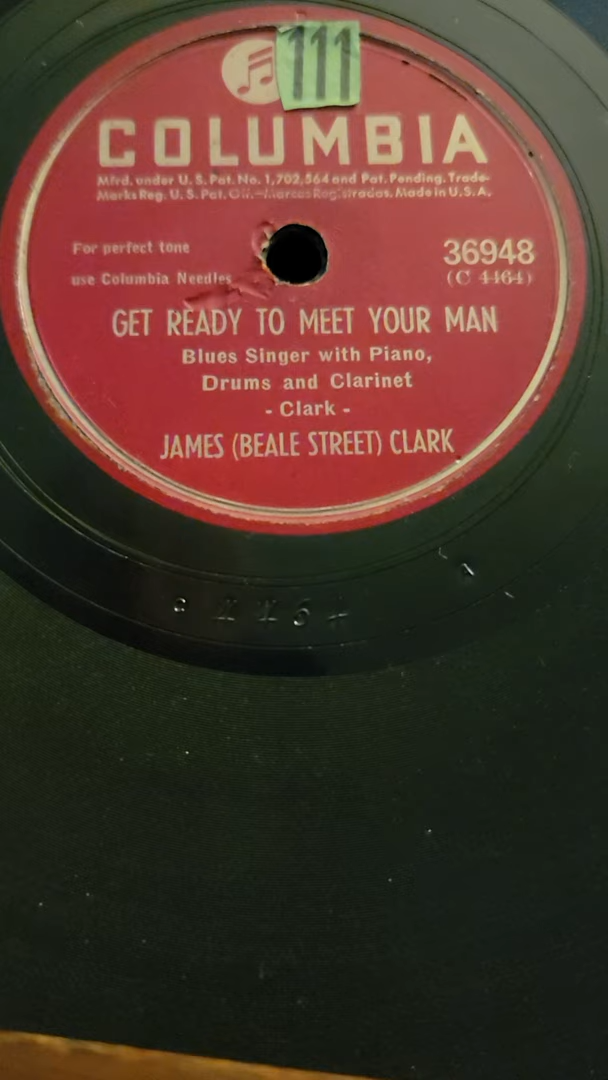 111
COLUMBIA
Mfrd. under U.S. Pat. No. 1,702,564 and Pat. Pending. Trade-
Marks Reg. U.S. Pat. Off.—Marcas Registradas. Made in U.S.A.
For perfect tone
use Columbia Needles
36948
(C 4464)
GET READY TO MEET YOUR MAN
Blues Singer with Piano,
Drums and Clarinet
- Clark -
JAMES (BEALE STREET) CLARK